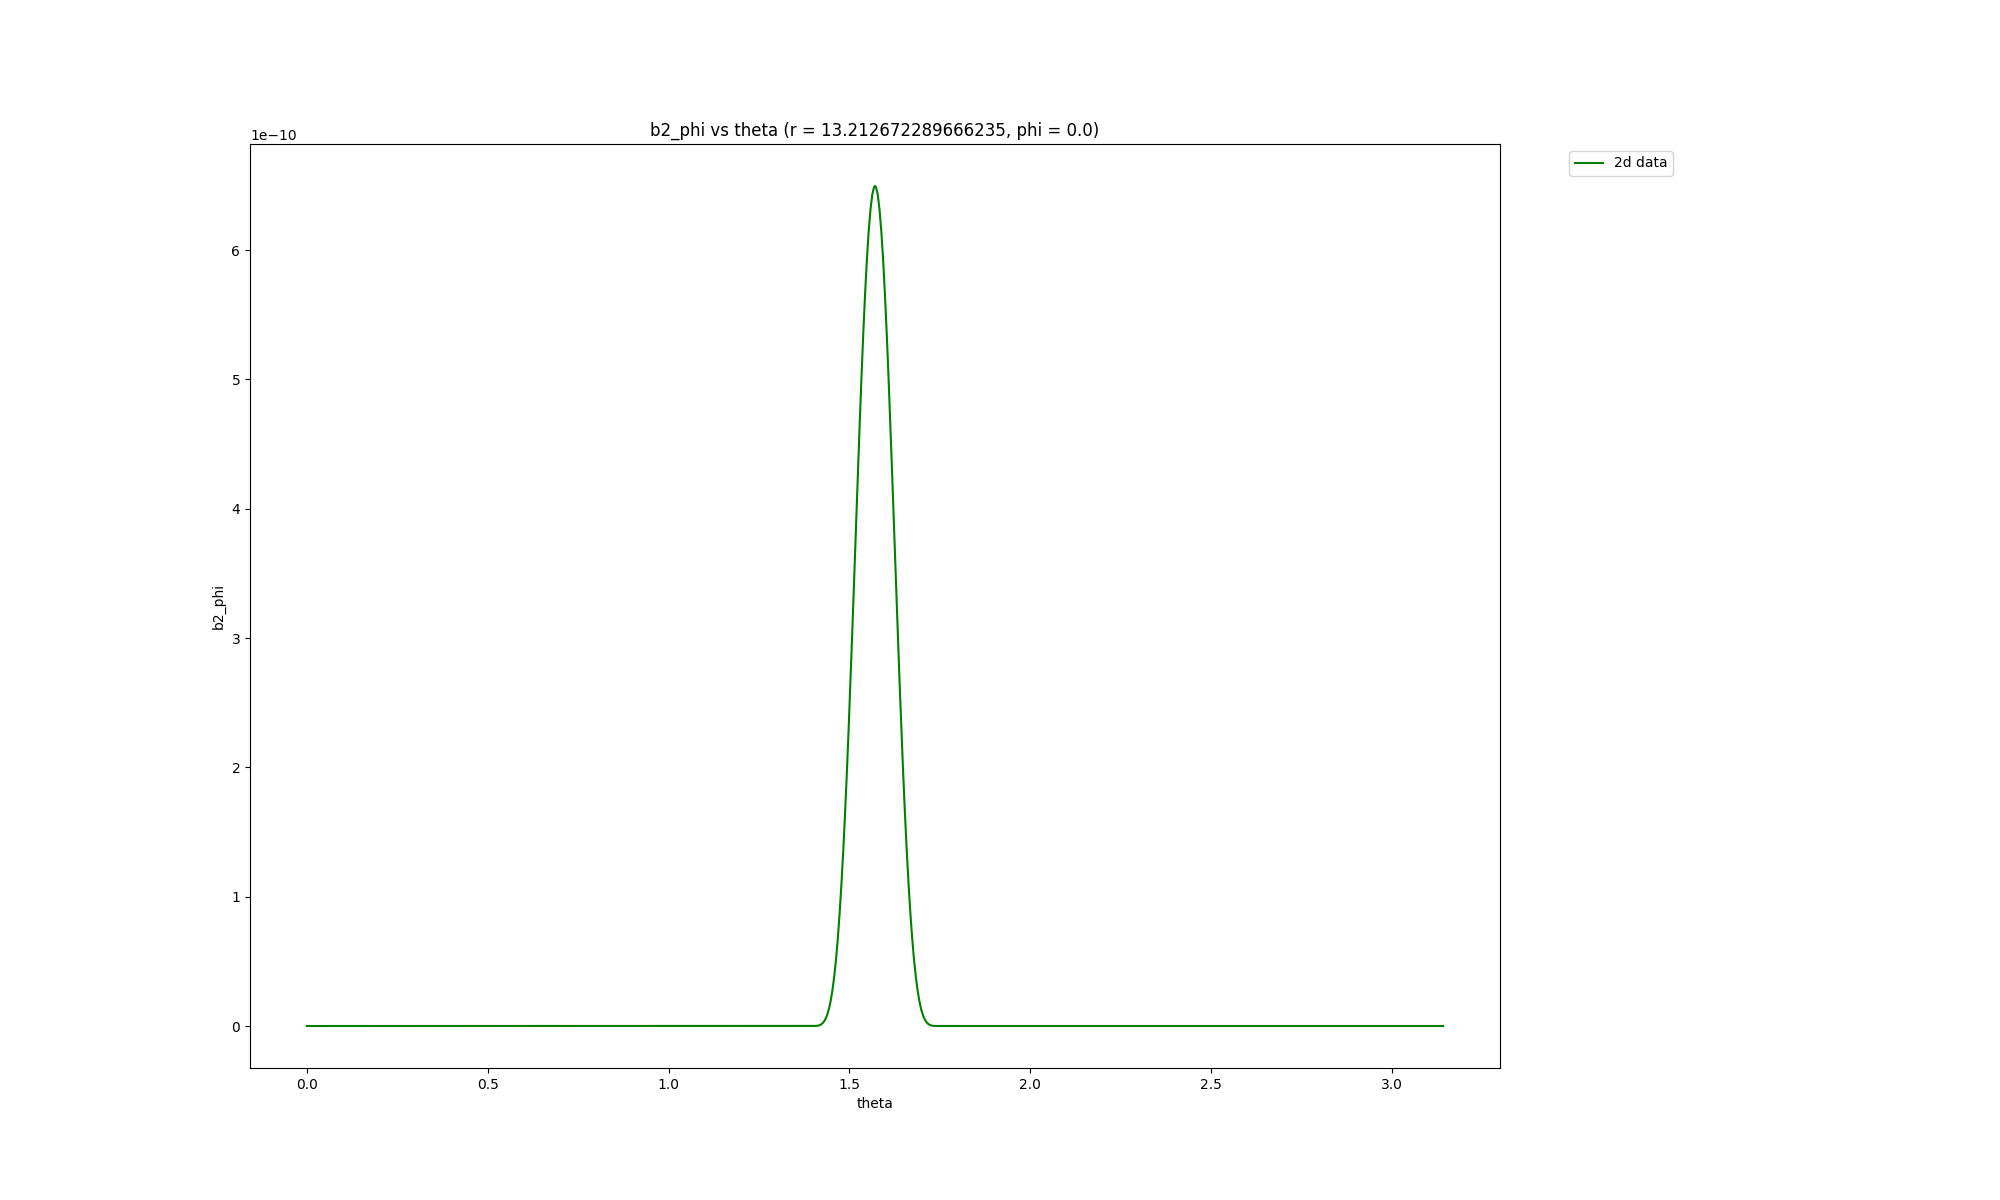 b2_phi vs theta (r = 13.212672289666235, phi = 0.0)
1e−10
2d data
6
5
4
3
2
1
0
b2_phi
0.0 0.5 1.0 1.5 2.0 2.5 3.0
theta